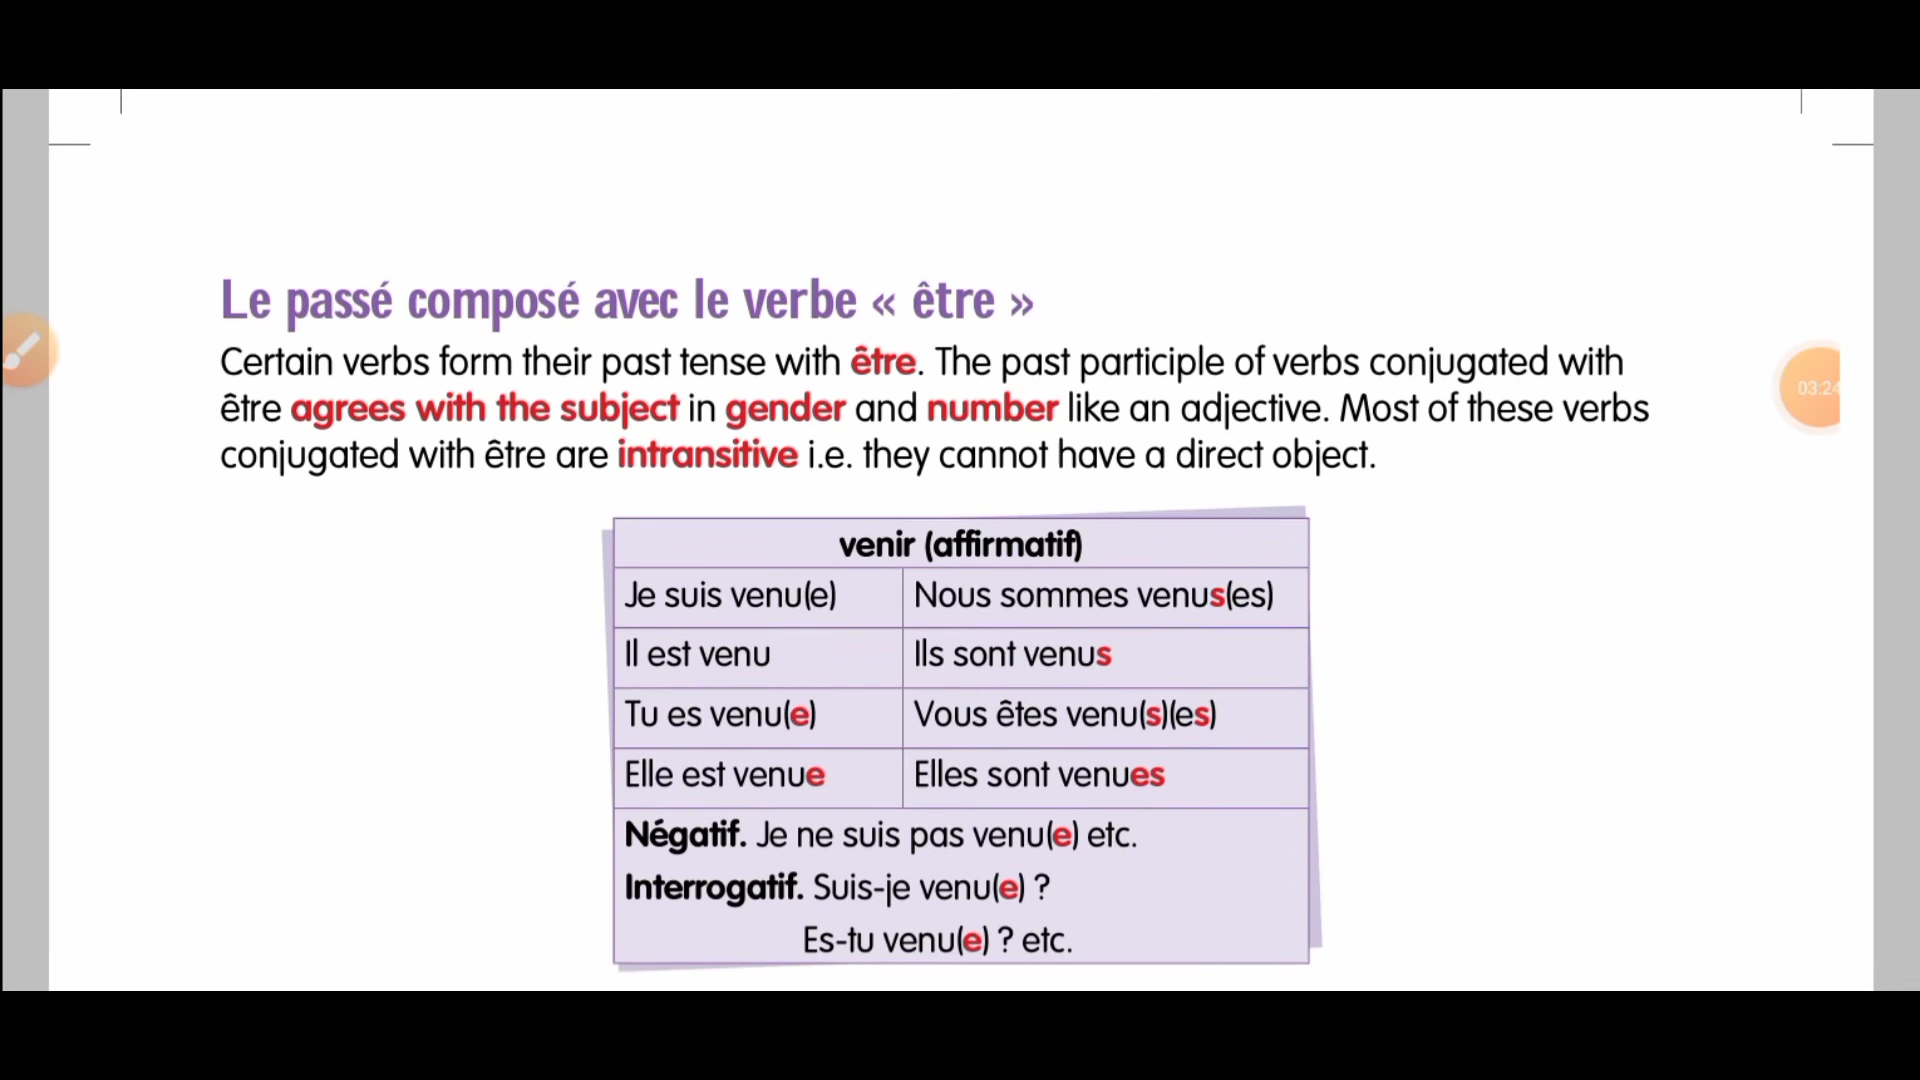 Le passé composé avec le verbe « être »
Certain verbs form their past tense with être. The past participle of verbs conjugated with
être agrees with the subject in gender and number like an adjective. Most of these verbs
conjugated with être are intransitive i.e. they cannot have a direct object.
venir (affirmatif)
Je suis venu(e) Nous sommes venus(es)
Il est venu Ils sont venus
Tu es venu(e) Vous êtes venu(s)(es)
Elle est venue Elles sont venues
Négatif. Je ne suis pas venu(e) etc.
Interrogatif. Suis-je venu(e) ?
Es-tu venu(e) ? etc.
03:24